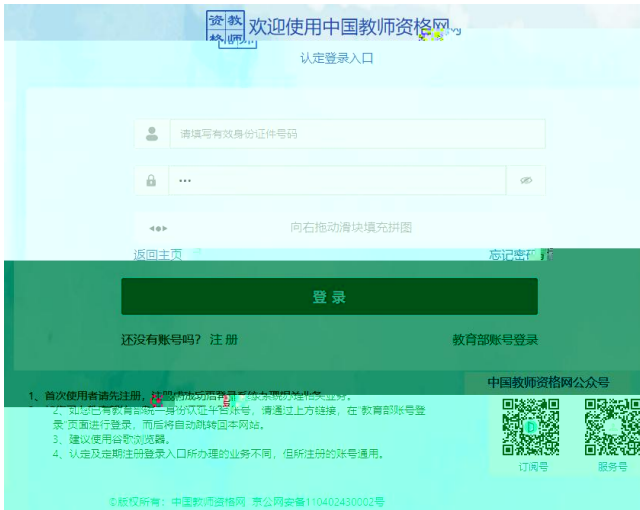 资教
格师
欢迎使用中国教师资格网
认定登录入口
请填写有效身份证件号码
•••
向右拖动滑块填充拼图
返回主页 忘记密码
登 录
还没有账号吗？ 注 册 教育部账号登录
中国教师资格网公众号
1、首次使用者请先注册，
2、如您已有教育部统一身份认证平台账号，请通过上方链接，在“教育部账号登
录”页面进行登录，而后将自动跳转回本网站。
3、建议使用谷歌浏览器。
4、认定及定期注册登录入口所办理的业务不同，但所注册的账号通用。
订阅号 服务号
©版权所有：中国教师资格网 京公网安备110402430002号